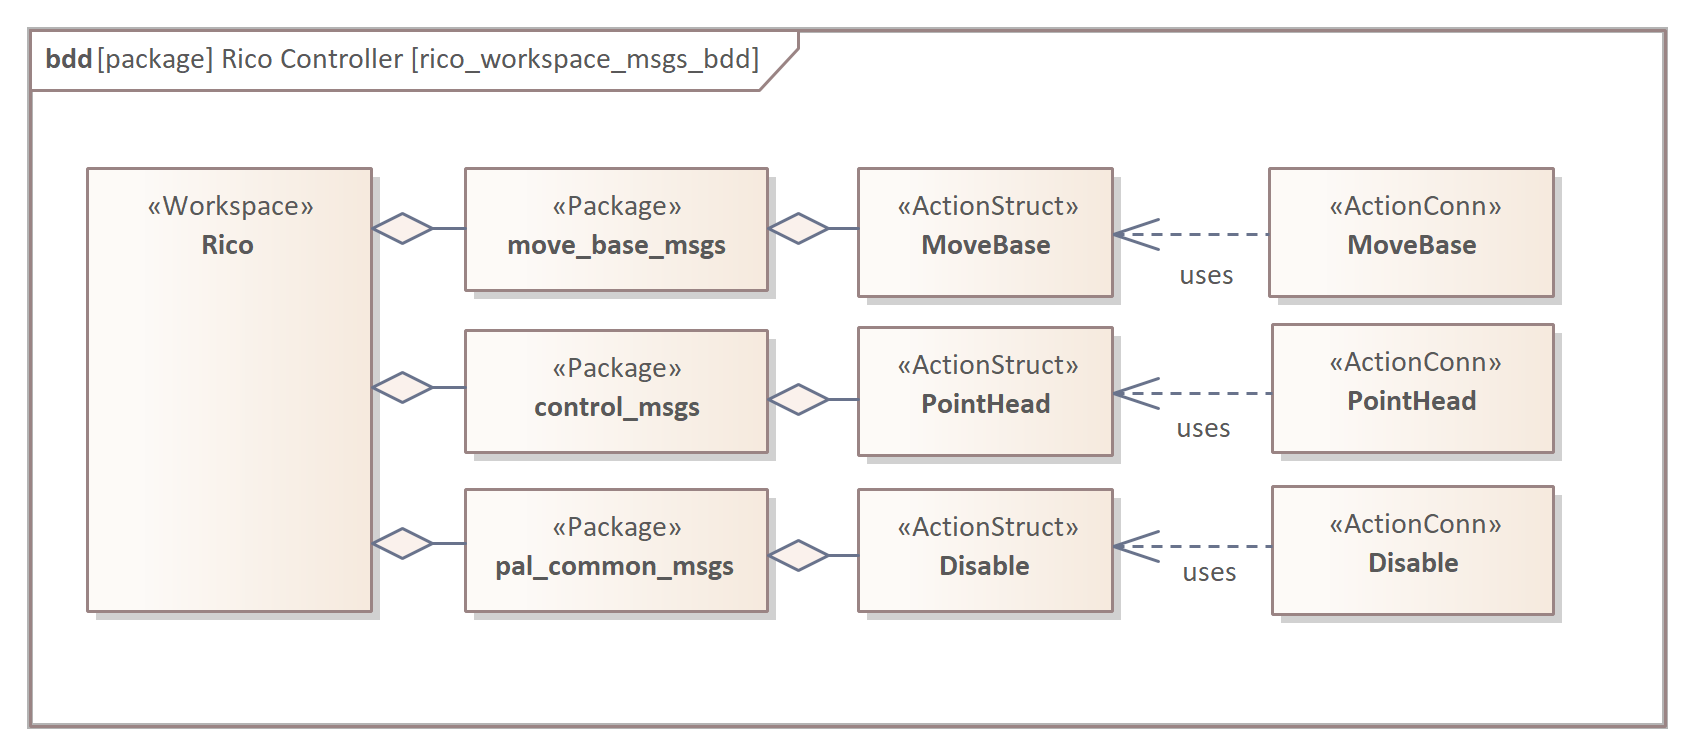 bdd [package] Rico Controller [rico_workspace_msgs_bdd]
«Workspace»
Rico
«Package»
move_base_msgs
«ActionStruct»
MoveBase
uses
«ActionConn»
MoveBase
«Package»
control_msgs
«ActionStruct»
PointHead
uses
«ActionConn»
PointHead
«Package»
pal_common_msgs
«ActionStruct»
Disable
uses
«ActionConn»
Disable